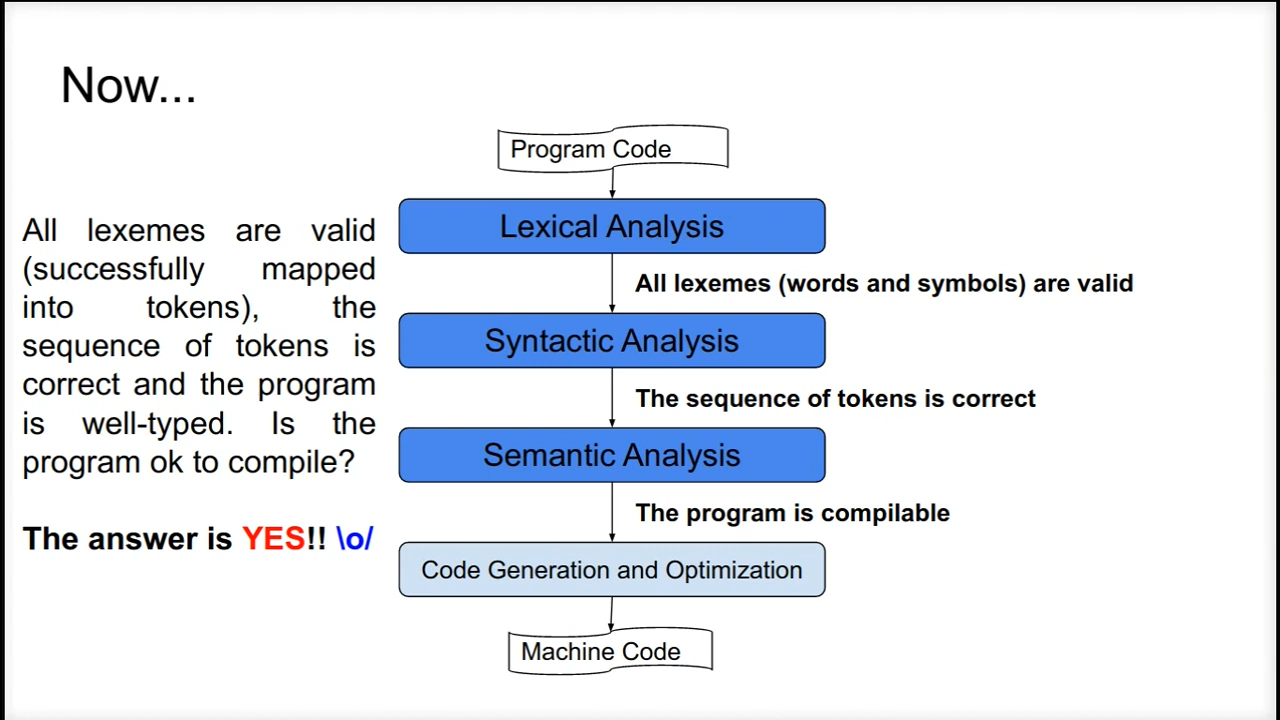 Now...
All lexemes are valid
(successfully mapped
into tokens), the
sequence of tokens is
correct and the program
is well-typed. Is the
program ok to compile?
The answer is YES!! \o/
Program Code
Lexical Analysis
All lexemes (words and symbols) are valid
Syntactic Analysis
The sequence of tokens is correct
Semantic Analysis
The program is compilable
Code Generation and Optimization
Machine Code